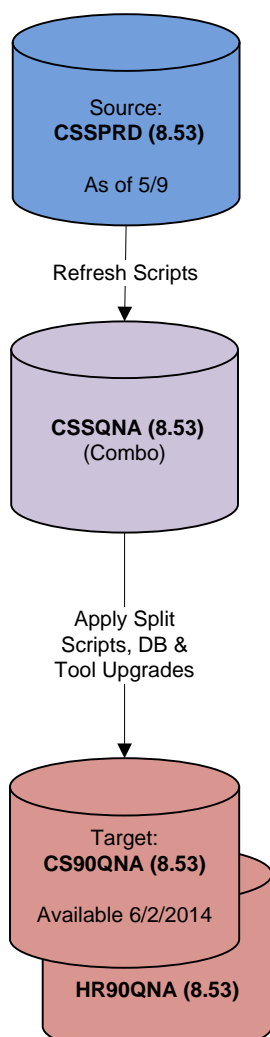 Source:
CSSPRD (8.53)
As of 5/9
Refresh Scripts
CSSQNA (8.53)
(Combo)
Apply Split
Scripts, DB &
Tool Upgrades
Target:
CS90QNA (8.53)
Available 6/2/2014
HR90QNA (8.53)